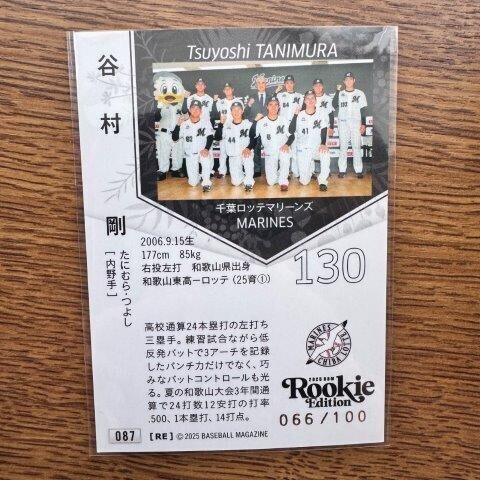 Tsuyoshi TANIMURA
谷村 剛
たにむら・つよし
[内野手]
千葉ロッテマリーンズ
MARINES
2006.9.15生
177cm 85kg
右投左打 和歌山県出身
和歌山東高ーロッテ(25育①)
130
高校通算24本塁打の左打ち
三塁手。練習試合ながら低
反発バットで3アーチを記録
したパンチ力だけでなく、巧
みなバットコントロールも光
る。夏の和歌山大会3年間通
算で24打数12安打の打率
.500、1本塁打、14打点。
MARINES
CHIBA LOTTE
2025 BBM
Rookie
Edition
066/100
087 [RE] © 2025 BASEBALL MAGAZINE